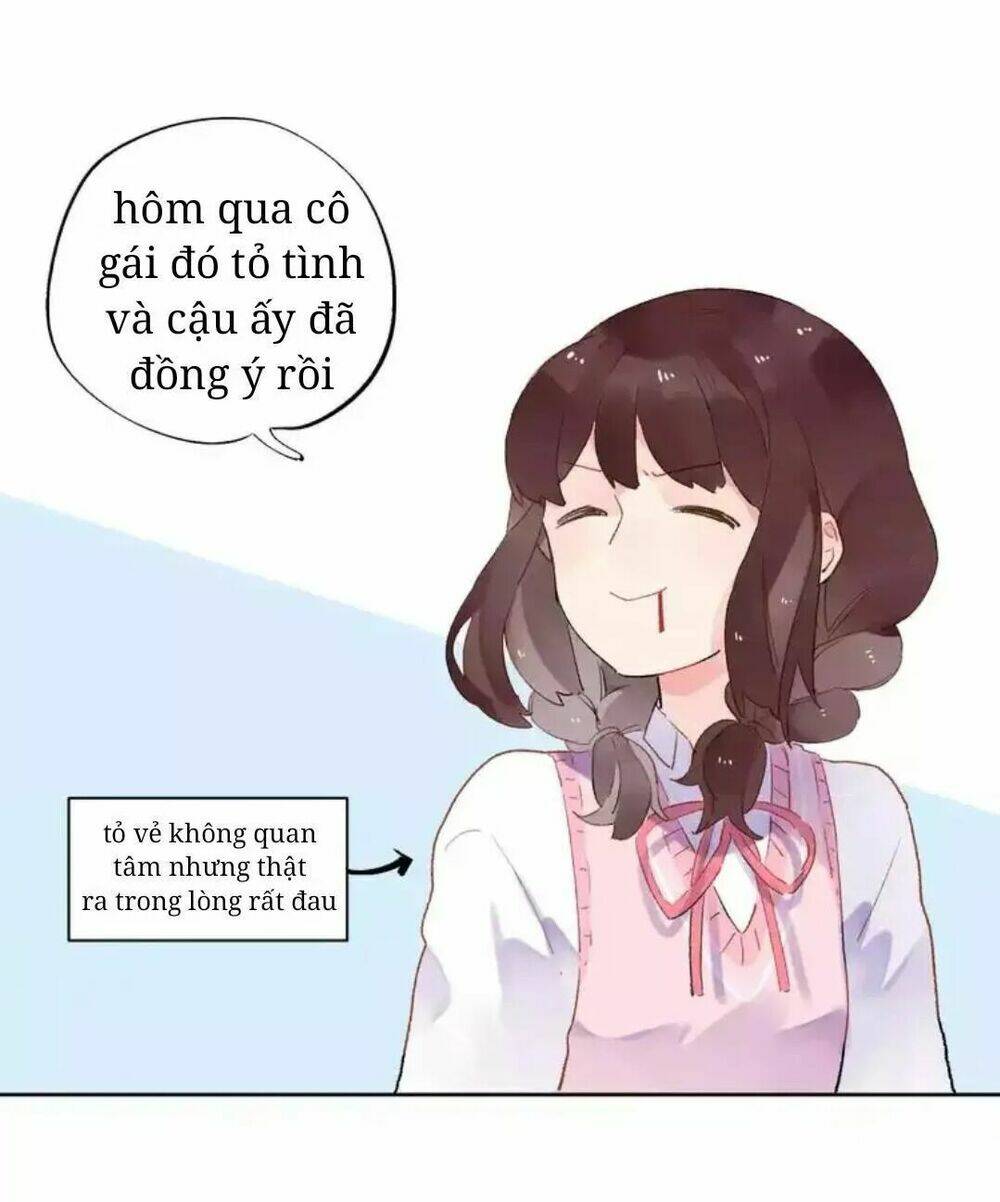 hôm qua cô
gái đó tỏ tình
và cậu ấy đã
đồng ý rồi
tỏ vẻ không quan
tâm nhưng thật
ra trong lòng rất đau